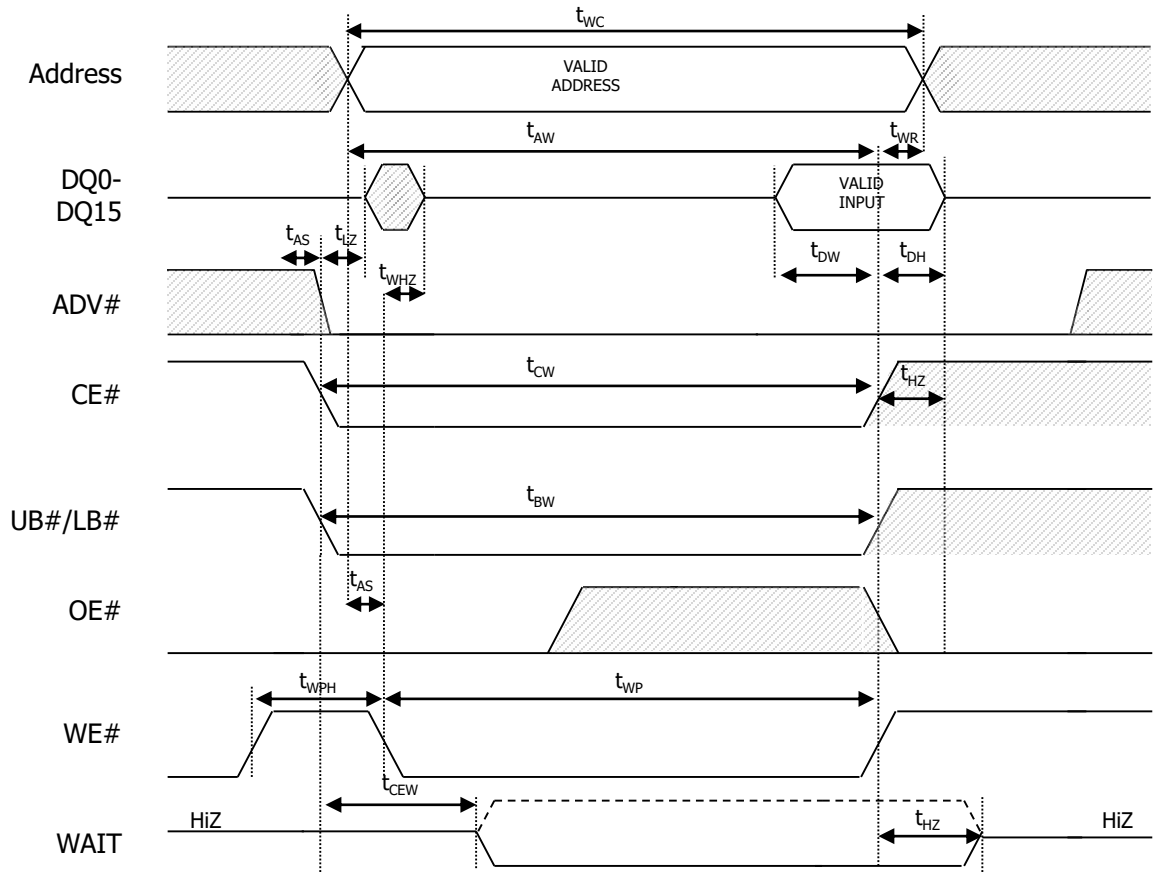 tWC
Address
VALID
ADDRESS
tAW
tWR
DQ0-
DQ15
VALID
INPUT
tAS
tLZ
tWHZ
tDW
tDH
ADV#
tCW
tHZ
CE#
tBW
UB#/LB#
tAS
OE#
tWPH
tWP
WE#
tCEW
HiZ
tHZ
HiZ
WAIT